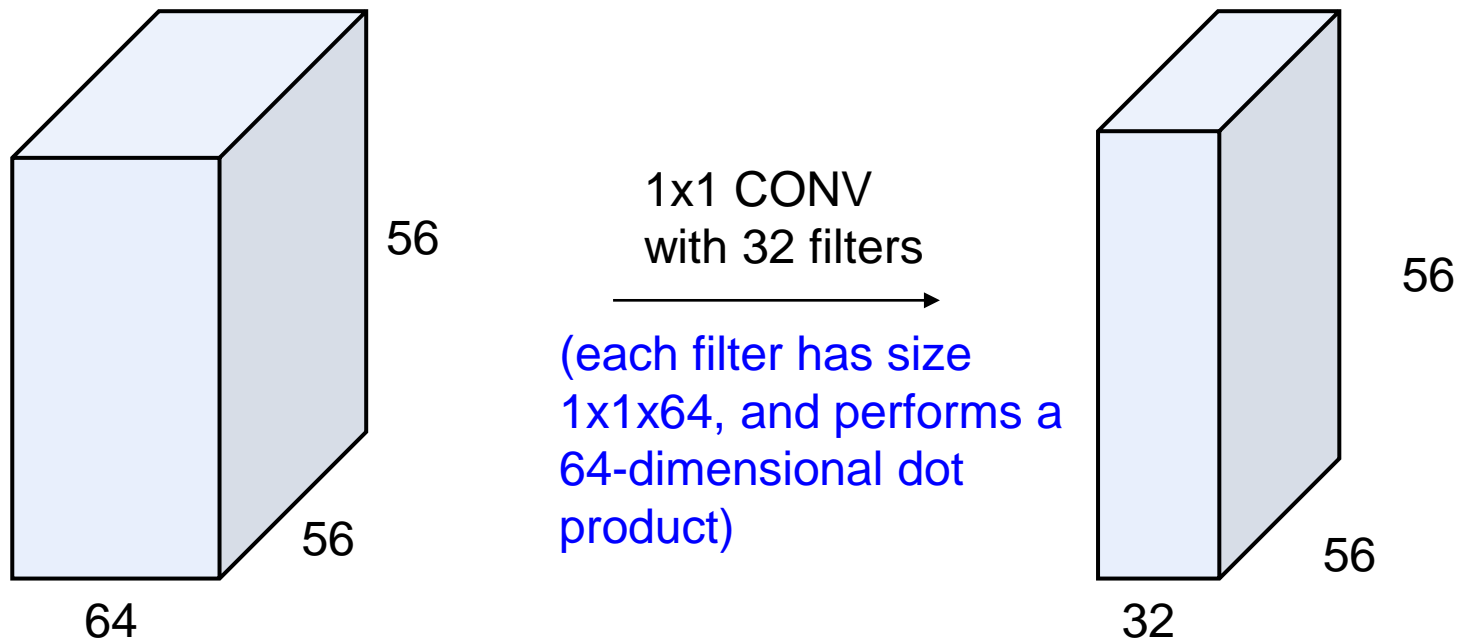 56
56
64
1x1 CONV
with 32 filters
(each filter has size
1x1x64, and performs a
64-dimensional dot
product)
56
56
32